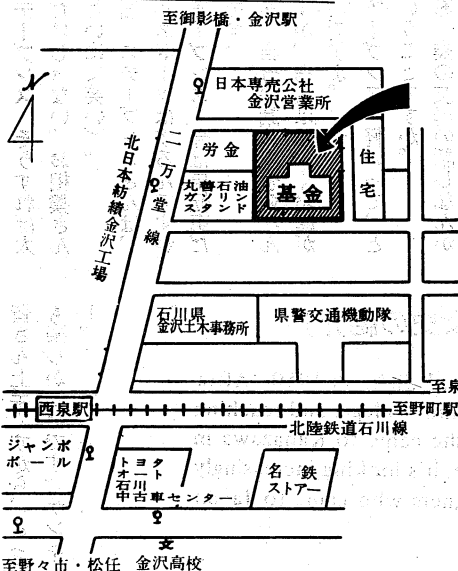 至御影橋・金沢駅
N
日本専売公社
金沢営業所
二万堂線
北日本紡績金沢工場
労金
住宅
丸善石油
ガソリンスタンド
基金
石川県
金沢土木事務所
県警交通機動隊
至泉
西泉駅
至野町駅
北陸鉄道石川線
ジャンボ
ボール
トヨタ
オート
石川
中古車センター
名鉄
ストアー
至野々市・松任
金沢高校